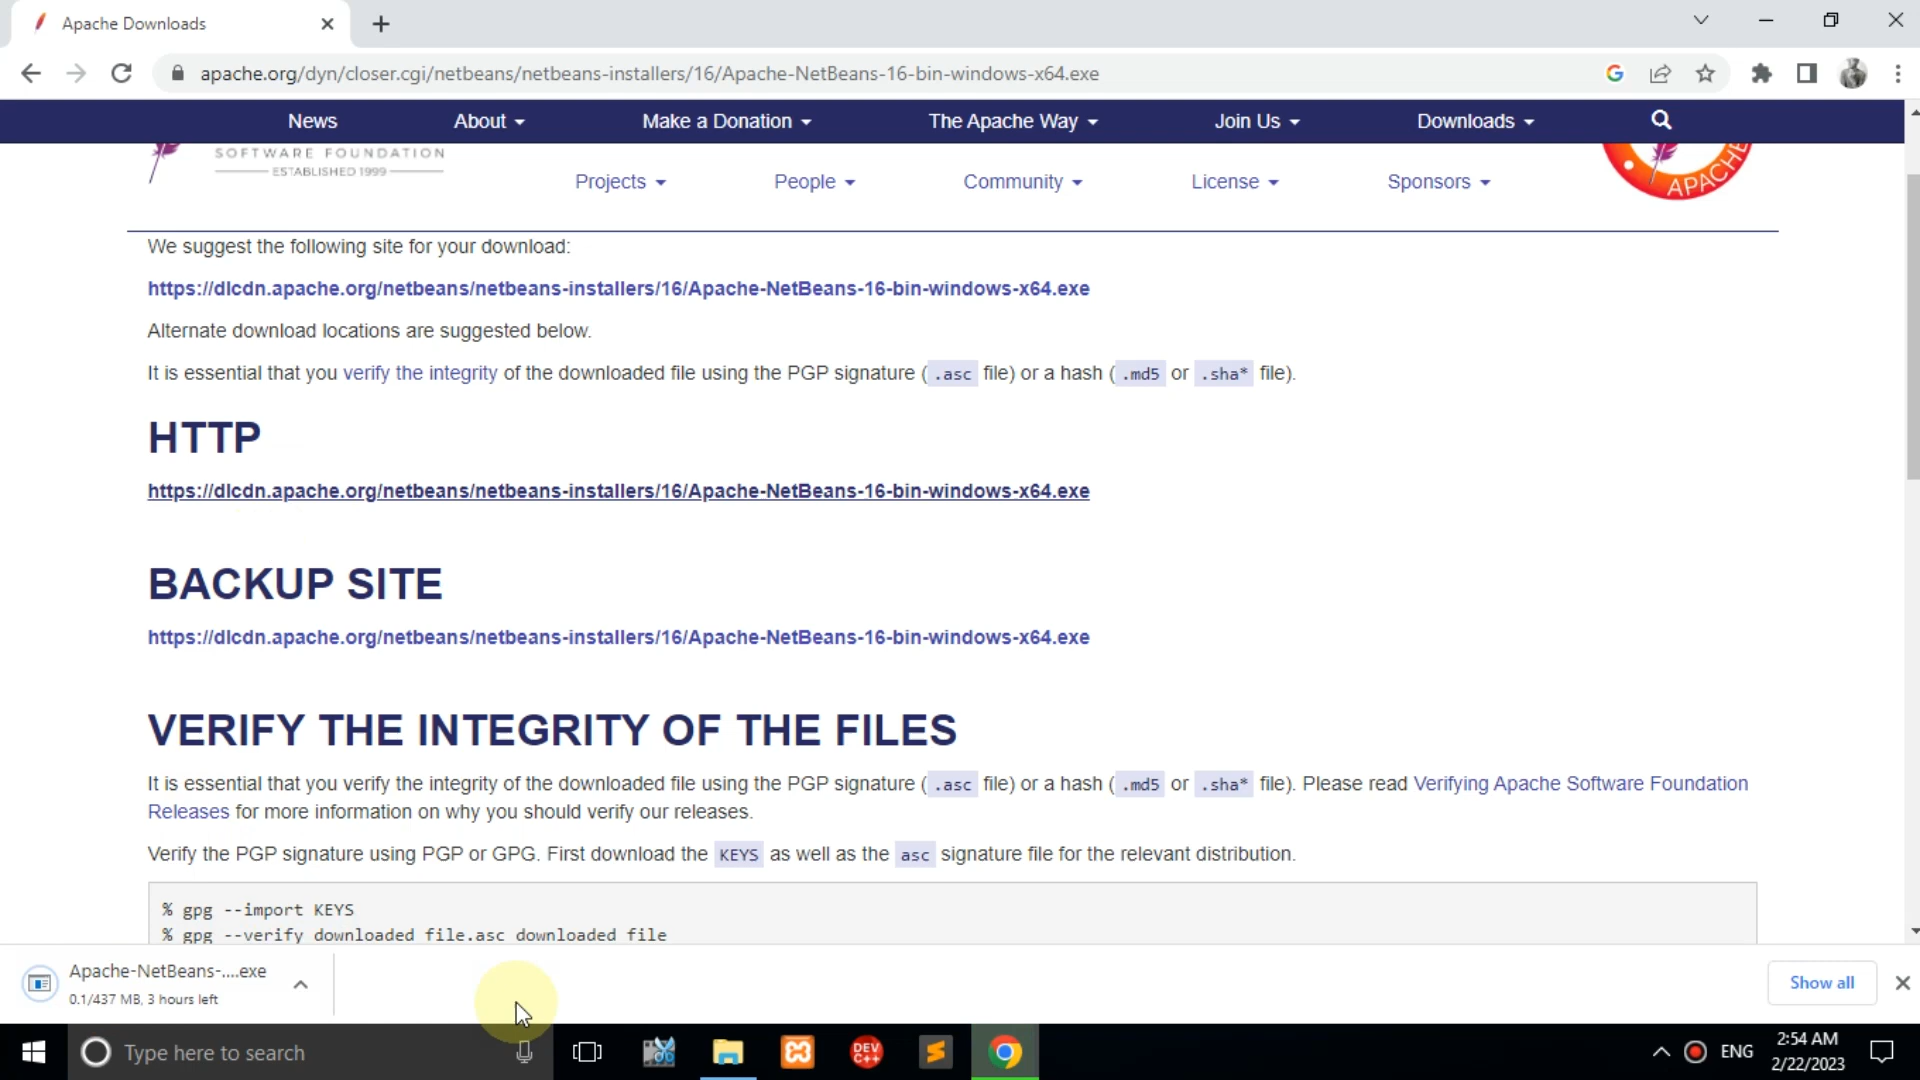 Apache Downloads
apache.org/dyn/closer.cgi/netbeans/netbeans-installers/16/Apache-NetBeans-16-bin-windows-x64.exe
News About Make a Donation The Apache Way Join Us Downloads
SOFTWARE FOUNDATION
ESTABLISHED 1999
Projects People Community License Sponsors
APACHE
We suggest the following site for your download:
https://dlcdn.apache.org/netbeans/netbeans-installers/16/Apache-NetBeans-16-bin-windows-x64.exe
Alternate download locations are suggested below.
It is essential that you verify the integrity of the downloaded file using the PGP signature ( .asc file) or a hash ( .md5 or .sha* file).
HTTP
https://dlcdn.apache.org/netbeans/netbeans-installers/16/Apache-NetBeans-16-bin-windows-x64.exe
BACKUP SITE
https://dlcdn.apache.org/netbeans/netbeans-installers/16/Apache-NetBeans-16-bin-windows-x64.exe
VERIFY THE INTEGRITY OF THE FILES
It is essential that you verify the integrity of the downloaded file using the PGP signature ( .asc file) or a hash ( .md5 or .sha* file). Please read Verifying Apache Software Foundation
Releases for more information on why you should verify our releases.
Verify the PGP signature using PGP or GPG. First download the KEYS as well as the asc signature file for the relevant distribution.
% gpg --import KEYS
% gpg --verify downloaded_file.asc downloaded_file
Apache-NetBeans-....exe
0.1/437 MB, 3 hours left
Show all
Type here to search
DEV
C++
ENG
2:54 AM
2/22/2023